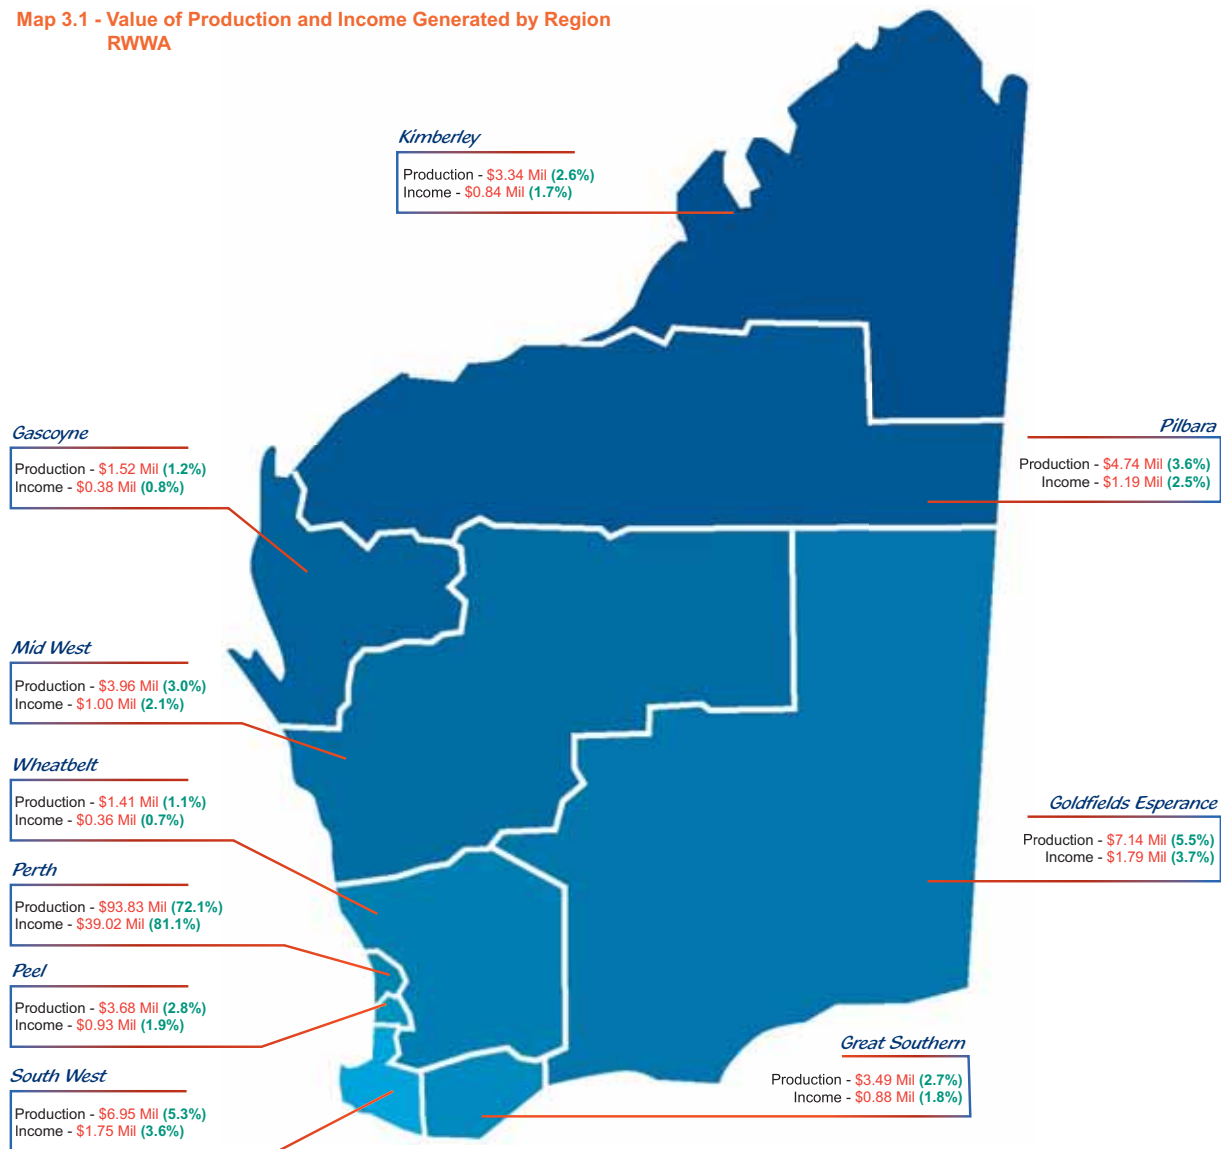 Map 3.1 - Value of Production and Income Generated by Region
RWWA
Kimberley
Production - $3.34 Mil (2.6%)
Income - $0.84 Mil (1.7%)
Gascoyne
Production - $1.52 Mil (1.2%)
Income - $0.38 Mil (0.8%)
Pilbara
Production - $4.74 Mil (3.6%)
Income - $1.19 Mil (2.5%)
Mid West
Production - $3.96 Mil (3.0%)
Income - $1.00 Mil (2.1%)
Wheatbelt
Production - $1.41 Mil (1.1%)
Income - $0.36 Mil (0.7%)
Goldfields Esperance
Production - $7.14 Mil (5.5%)
Income - $1.79 Mil (3.7%)
Perth
Production - $93.83 Mil (72.1%)
Income - $39.02 Mil (81.1%)
Peel
Production - $3.68 Mil (2.8%)
Income - $0.93 Mil (1.9%)
Great Southern
Production - $3.49 Mil (2.7%)
Income - $0.88 Mil (1.8%)
South West
Production - $6.95 Mil (5.3%)
Income - $1.75 Mil (3.6%)